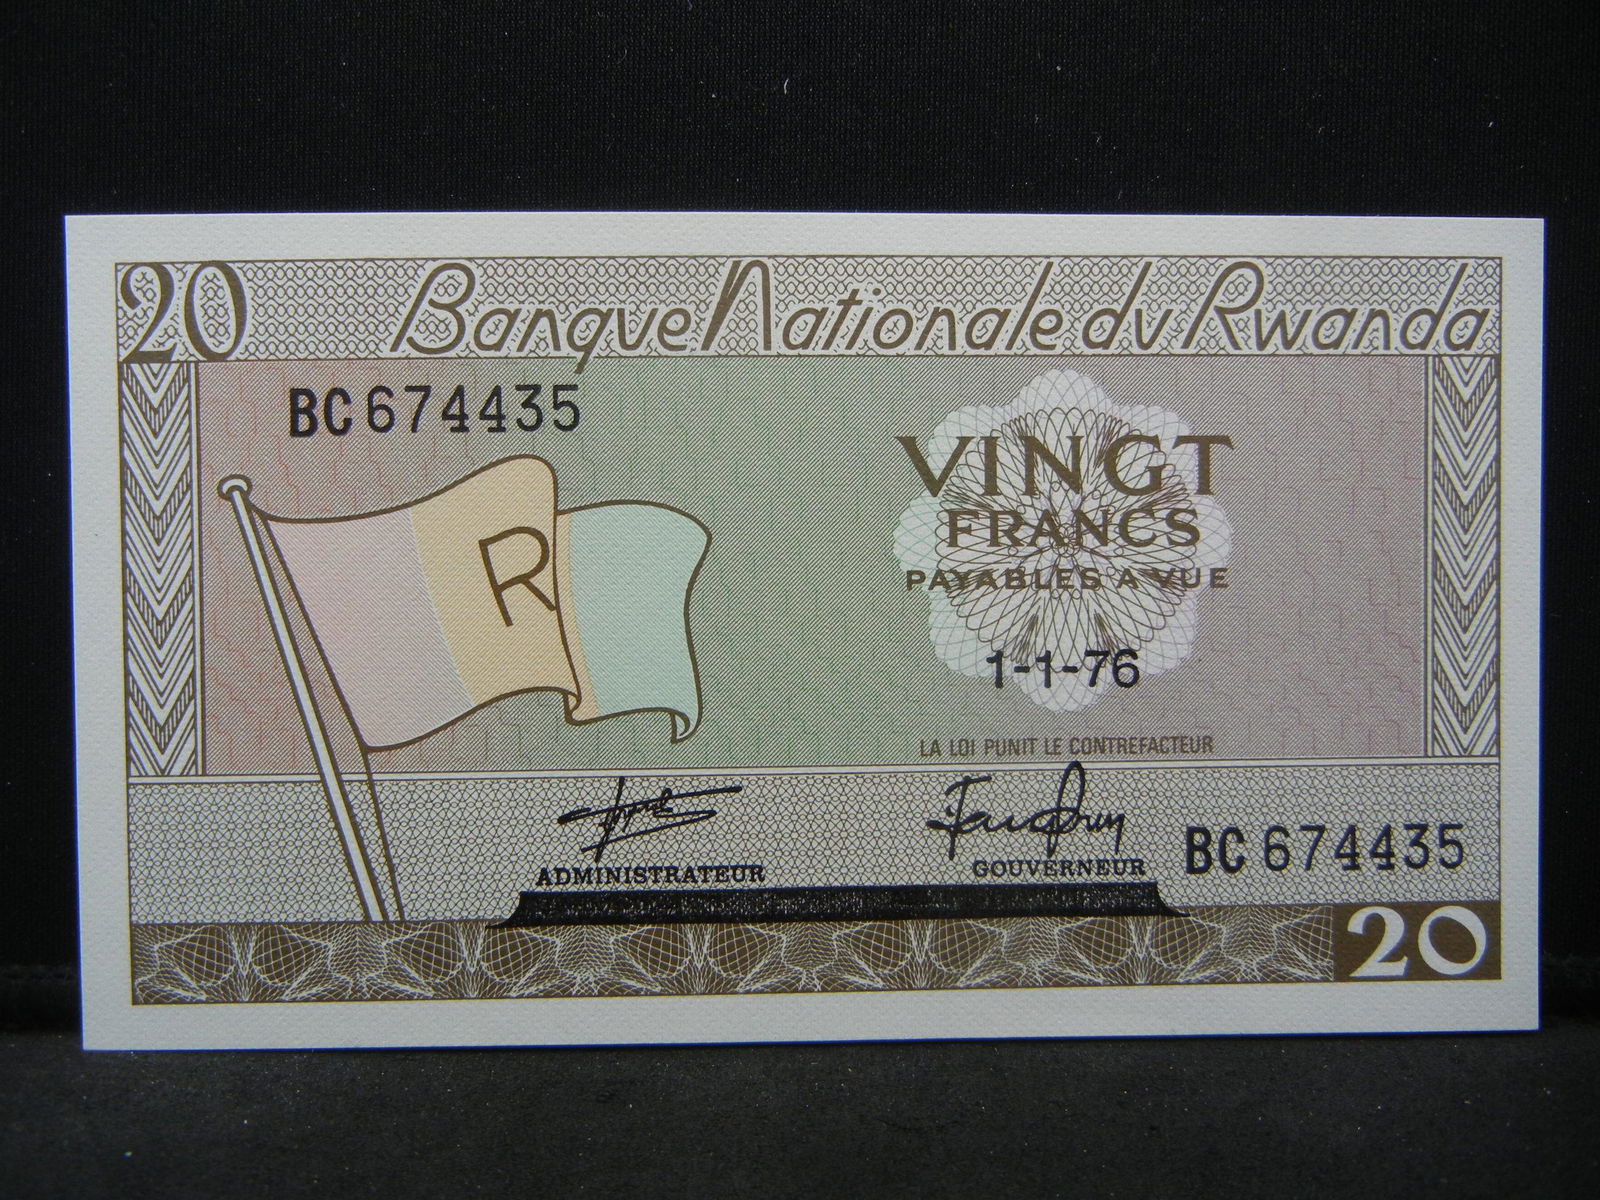 20 Banque Nationale du Rwanda
BC 674435
R
VINGT
FRANCS
PAYABLES A VUE
1-1-76
LA LOI PUNIT LE CONTREFACTEUR
ADMINISTRATEUR
GOUVERNEUR
BC 674435
20